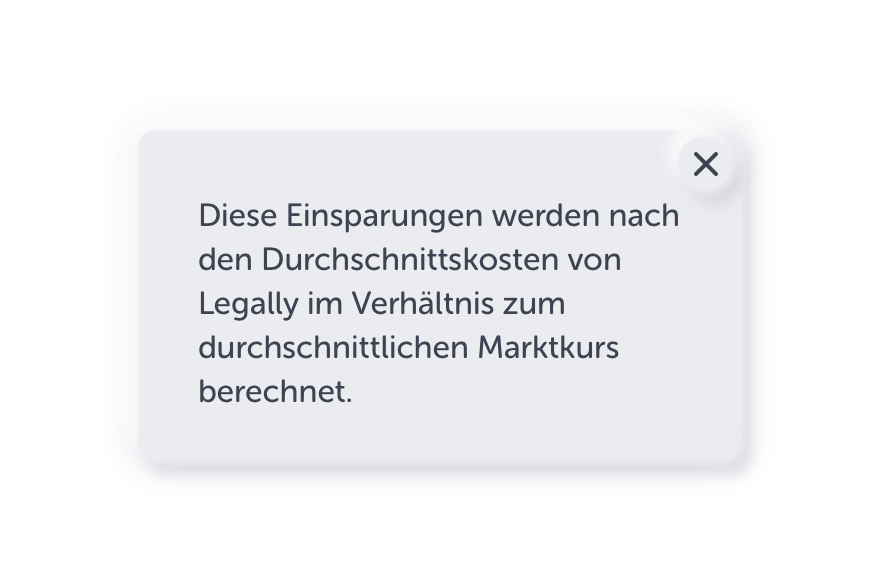 Diese Einsparungen werden nach
den Durchschnittskosten von
Legally im Verhältnis zum
durchschnittlichen Marktkurs
berechnet.